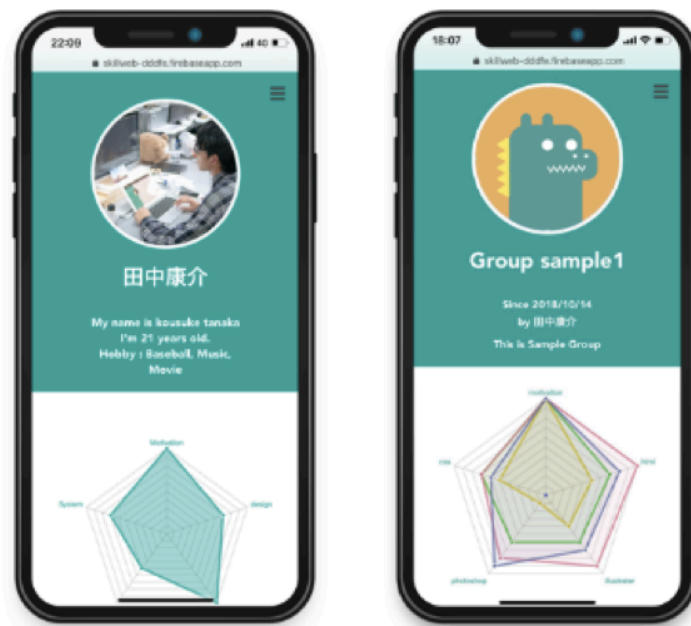 22:09
4G
skillweb-dddfe.firebaseapp.com
田中康介
My name is kousuke tanaka
I'm 21 years old.
Hobby : Baseball, Music,
Movie
Motivation
System
design
18:07
skillweb-dddfe.firebaseapp.com
Group sample1
Since 2018/10/14
by 田中康介
This is Sample Group
motivation
css
html
photoshop
illustrator